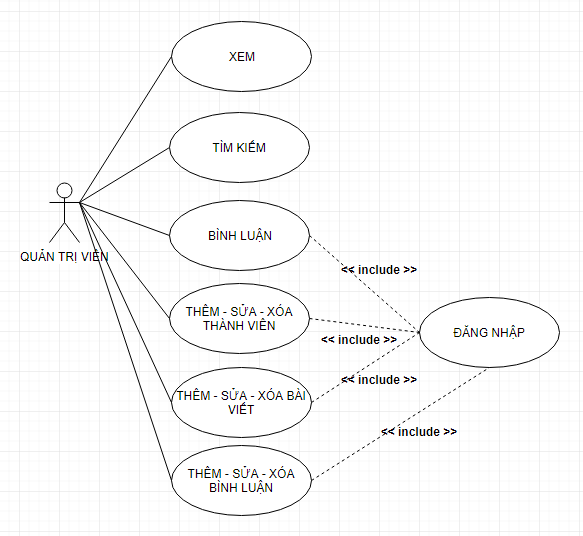 XEM
TÌM KIẾM
BÌNH LUẬN
<< include >>
QUẢN TRỊ VIÊN
THÊM - SỬA - XÓA
THÀNH VIÊN
<< include >>
ĐĂNG NHẬP
<< include >>
THÊM - SỬA - XÓA BÀI
VIẾT
<< include >>
THÊM - SỬA - XÓA
BÌNH LUẬN